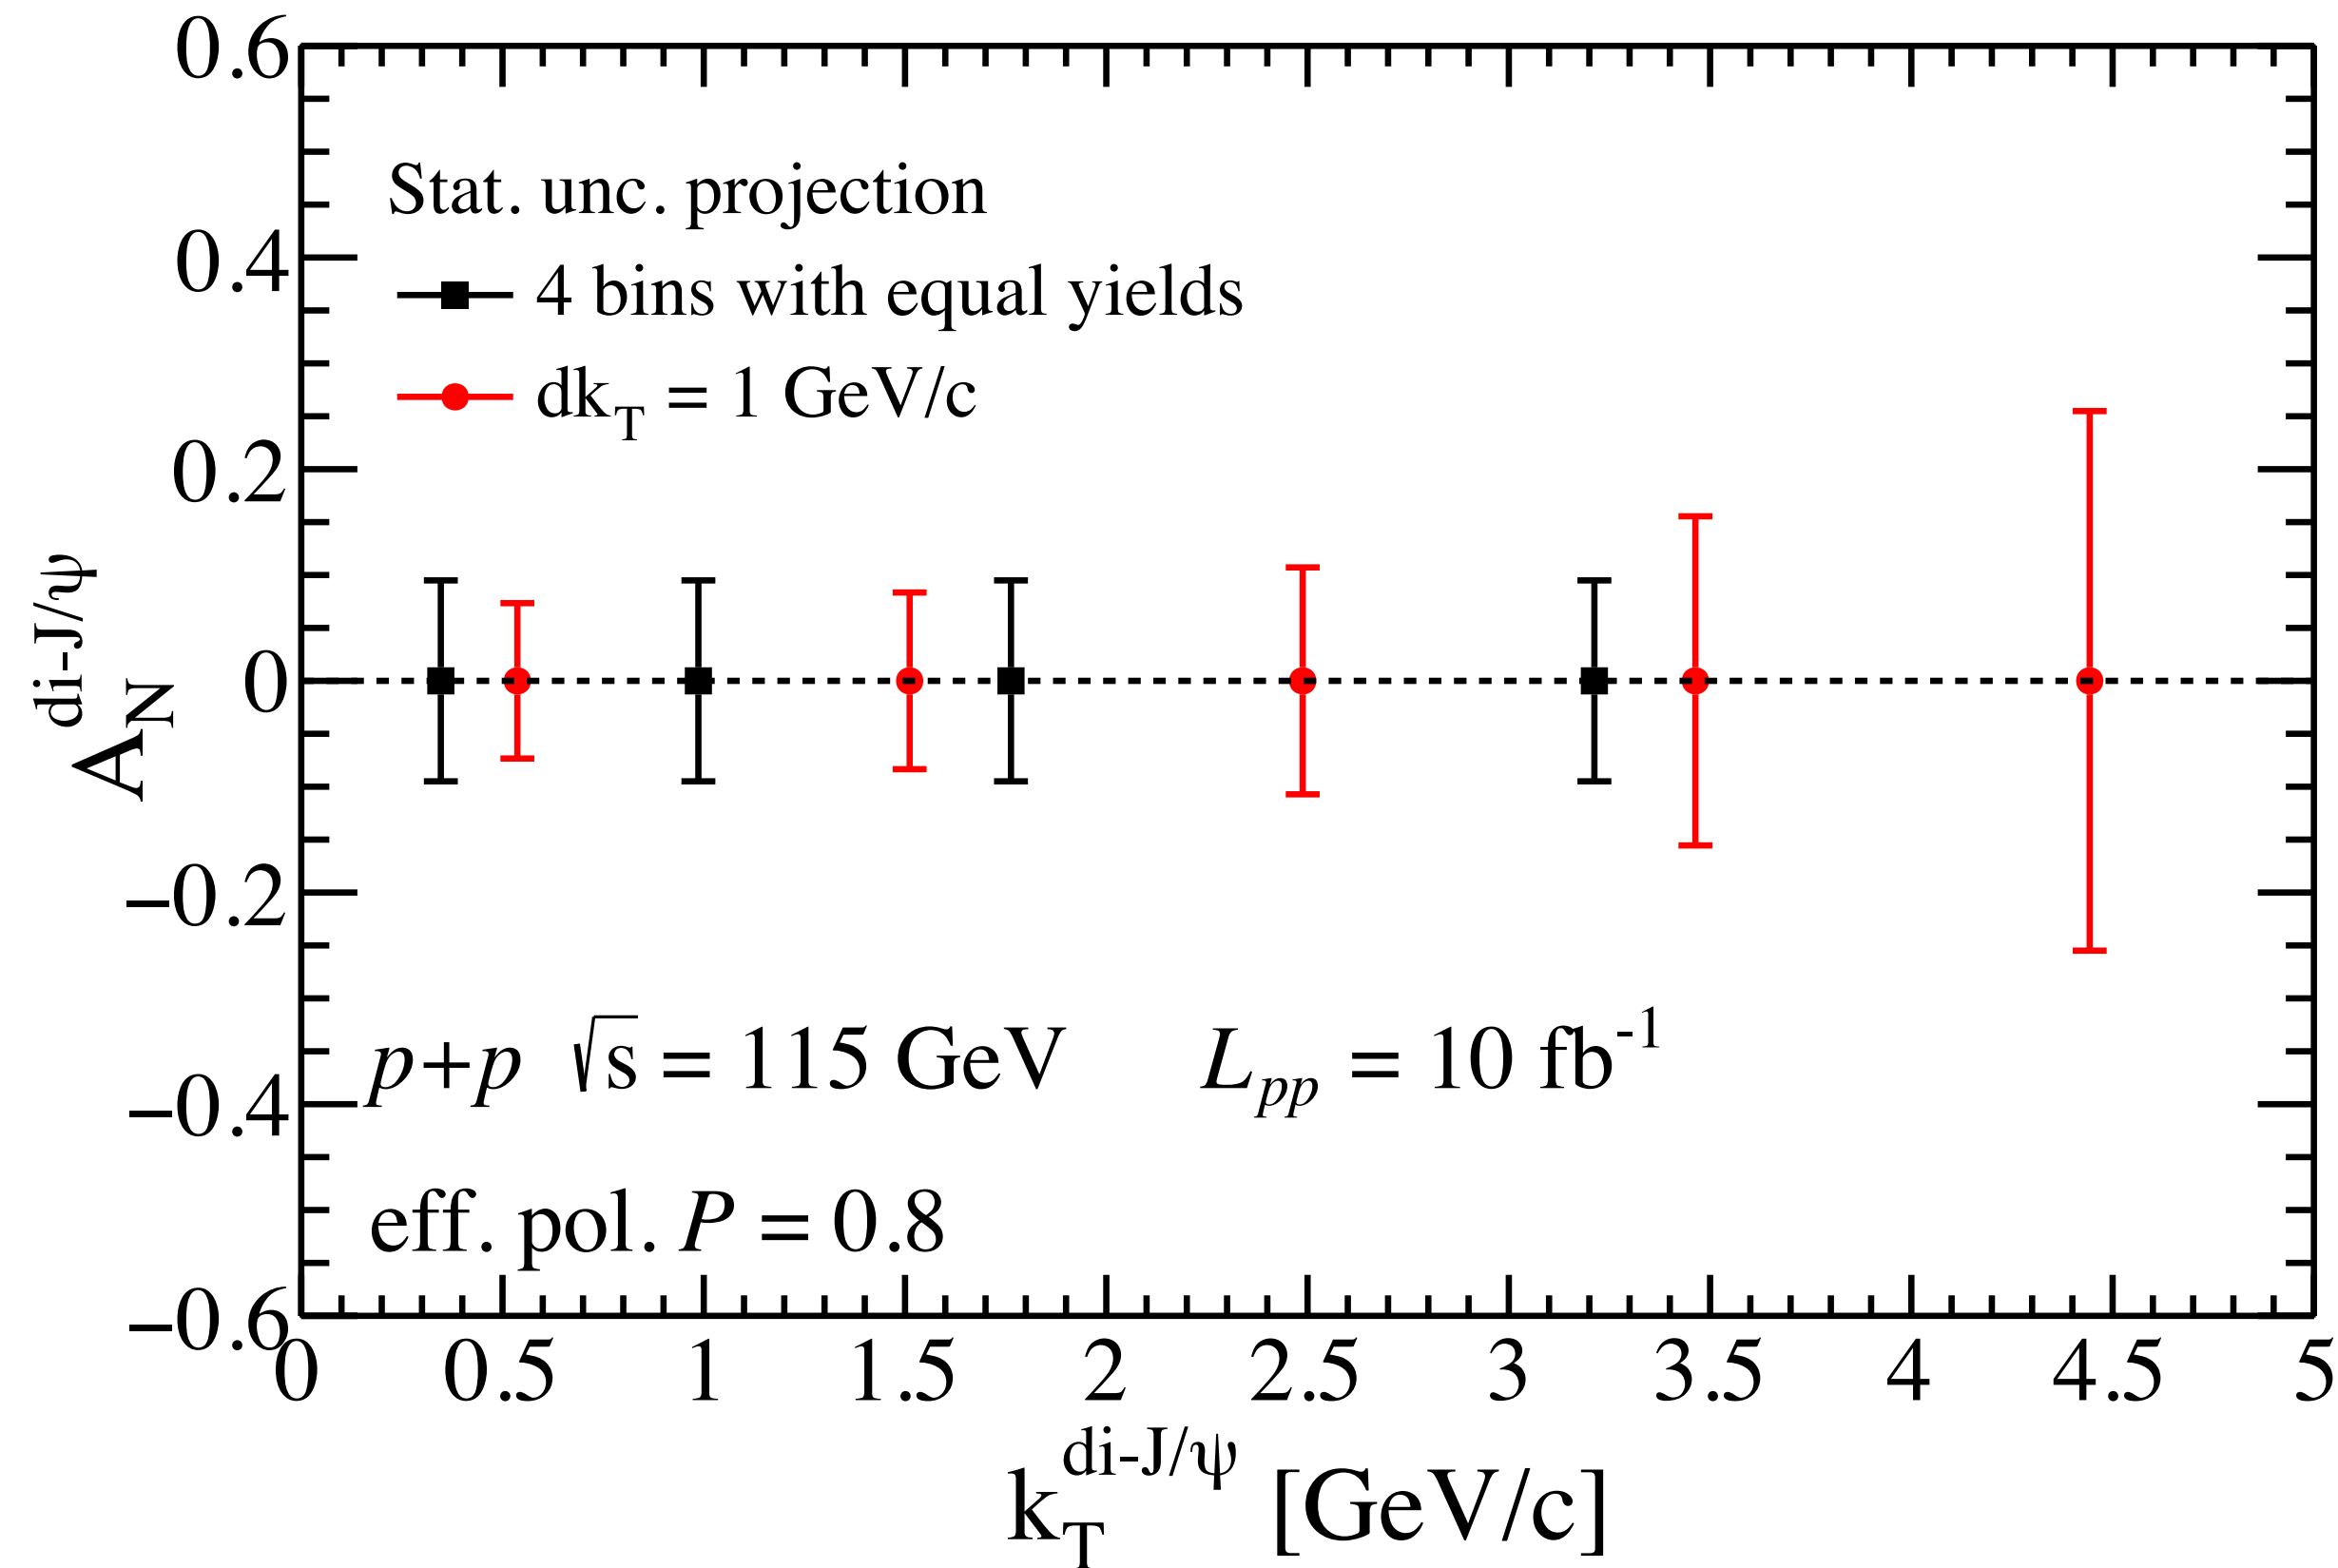 0.6
0.4
0.2
0
−0.2
−0.4
−0.6
A_N^di-J/ψ
Stat. unc. projection
4 bins with equal yields
dk_T = 1 GeV/c
p+p √s = 115 GeV L_pp = 10 fb^-1
eff. pol. P = 0.8
0 0.5 1 1.5 2 2.5 3 3.5 4 4.5 5
k_T^di-J/ψ [GeV/c]